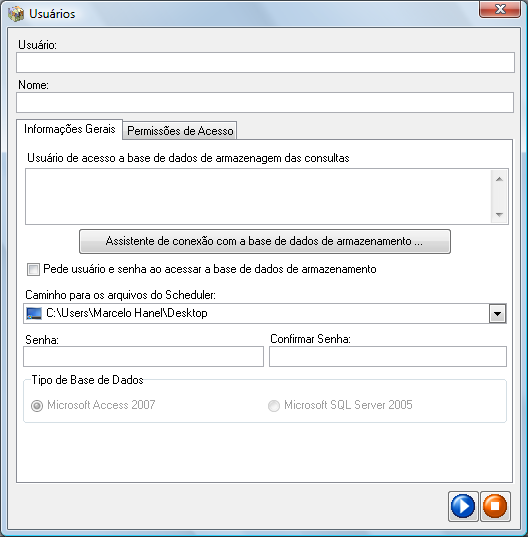 Usuários
Usuário:
Nome:
Informações Gerais
Permissões de Acesso
Usuário de acesso a base de dados de armazenagem das consultas
Assistente de conexão com a base de dados de armazenamento ...
Pede usuário e senha ao acessar a base de dados de armazenamento
Caminho para os arquivos do Scheduler:
C:\Users\Marcelo Hanel\Desktop
Senha:
Confirmar Senha:
Tipo de Base de Dados
Microsoft Access 2007
Microsoft SQL Server 2005